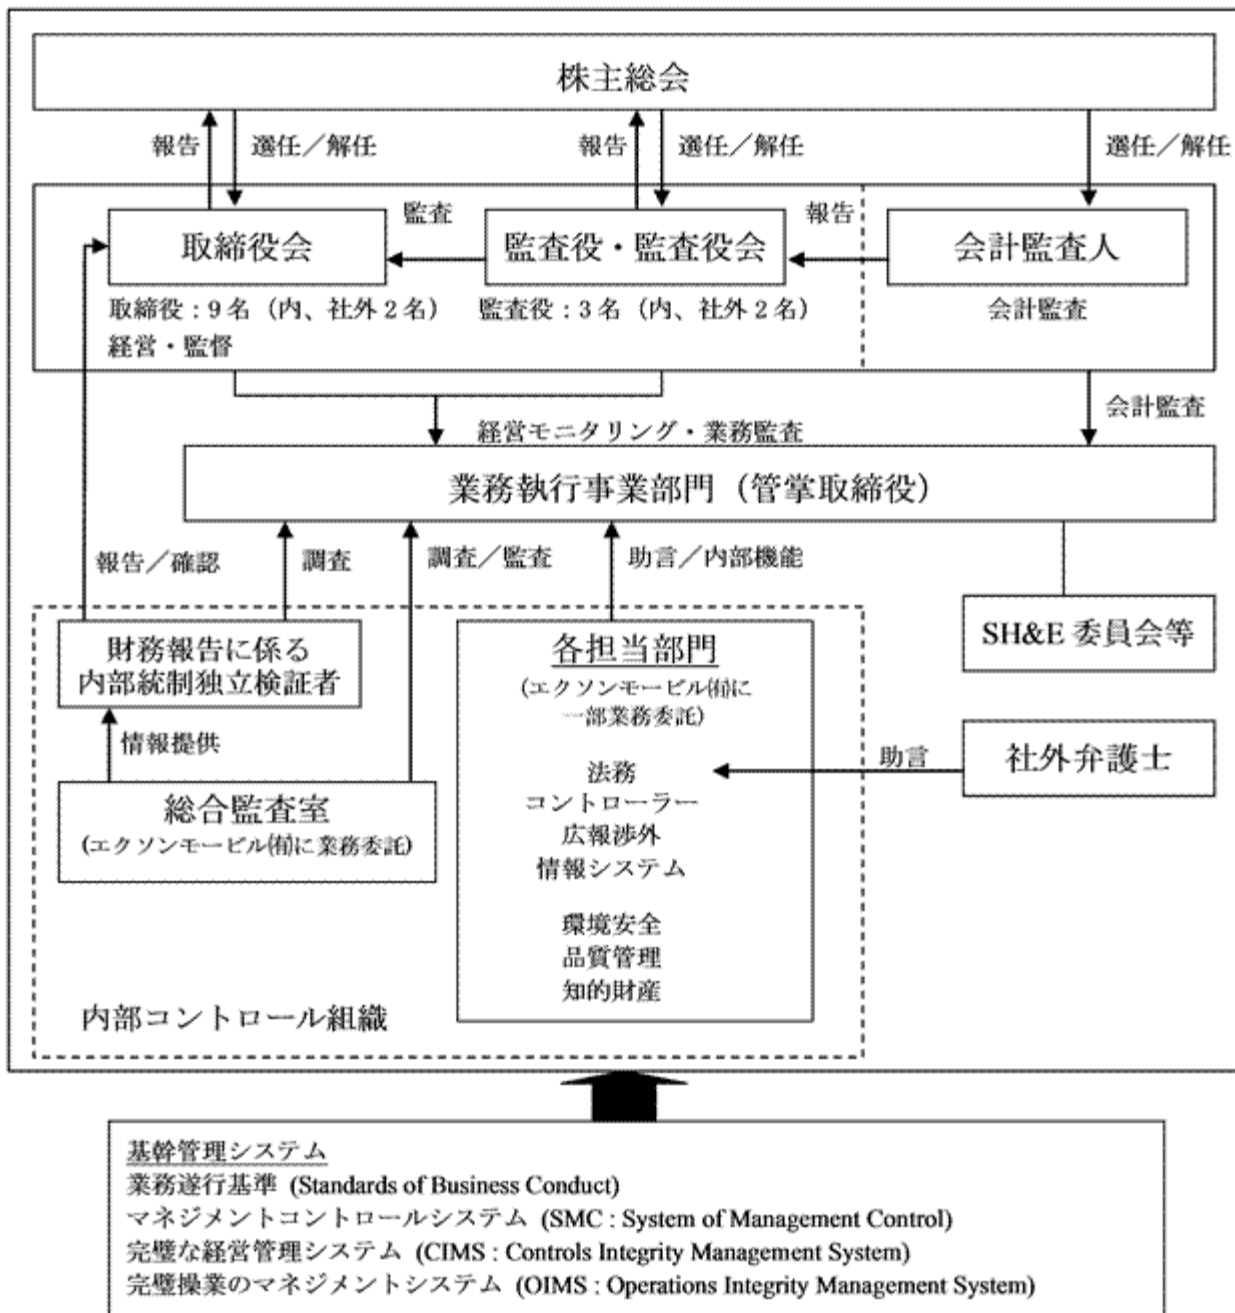 株主総会
報告
選任／解任
報告
選任／解任
選任／解任
監査
報告
取締役会
監査役・監査役会
会計監査人
取締役：9名（内、社外2名）
監査役：3名（内、社外2名）
会計監査
経営・監督
会計監査
経営モニタリング・業務監査
業務執行事業部門（管掌取締役）
報告／確認
調査
調査／監査
助言／内部機能
財務報告に係る
内部統制独立検証者
各担当部門
(エクソンモービル㈲に
一部業務委託)
SH&E 委員会等
情報提供
法務
コントローラー
広報渉外
情報システム
環境安全
品質管理
知的財産
助言
社外弁護士
総合監査室
(エクソンモービル㈲に業務委託)
内部コントロール組織
基幹管理システム
業務遂行基準 (Standards of Business Conduct)
マネジメントコントロールシステム (SMC : System of Management Control)
完璧な経営管理システム (CIMS : Controls Integrity Management System)
完璧操業のマネジメントシステム (OIMS : Operations Integrity Management System)